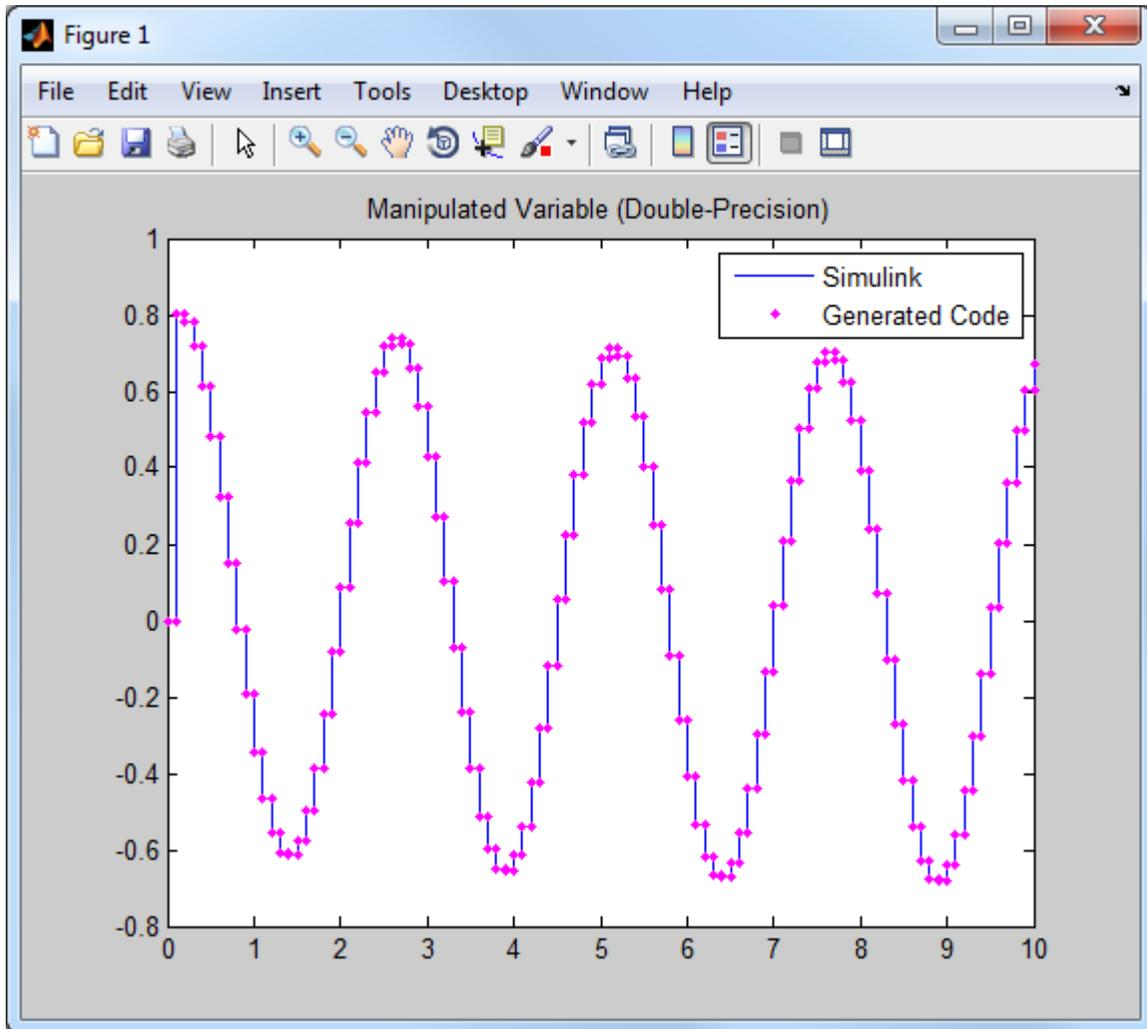 Figure 1
File Edit View Insert Tools Desktop Window Help
Manipulated Variable (Double-Precision)
Simulink
Generated Code
1
0.8
0.6
0.4
0.2
0
-0.2
-0.4
-0.6
-0.8
0 1 2 3 4 5 6 7 8 9 10